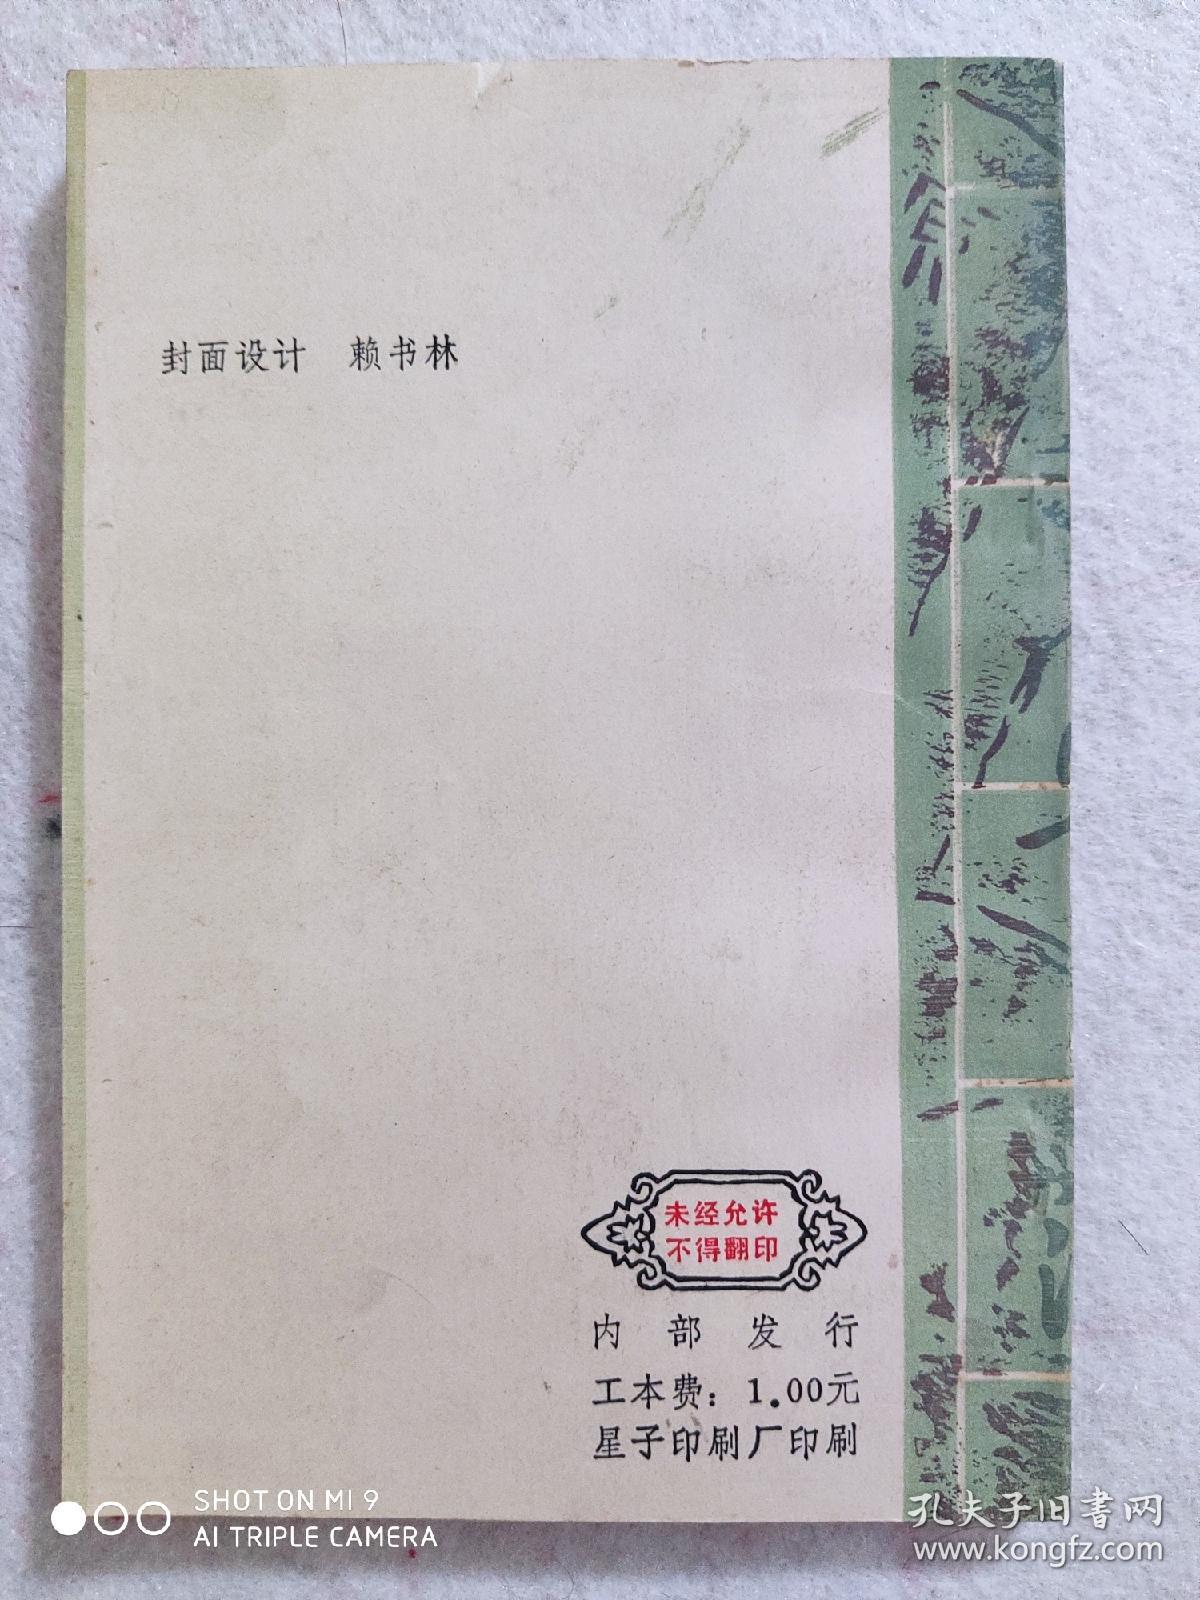 封面设计　赖书林
未经允许
不得翻印
内部发行
工本费：1.00元
星子印刷厂印刷
SHOT ON MI 9
AI TRIPLE CAMERA
孔夫子旧書网
www.kongfz.com